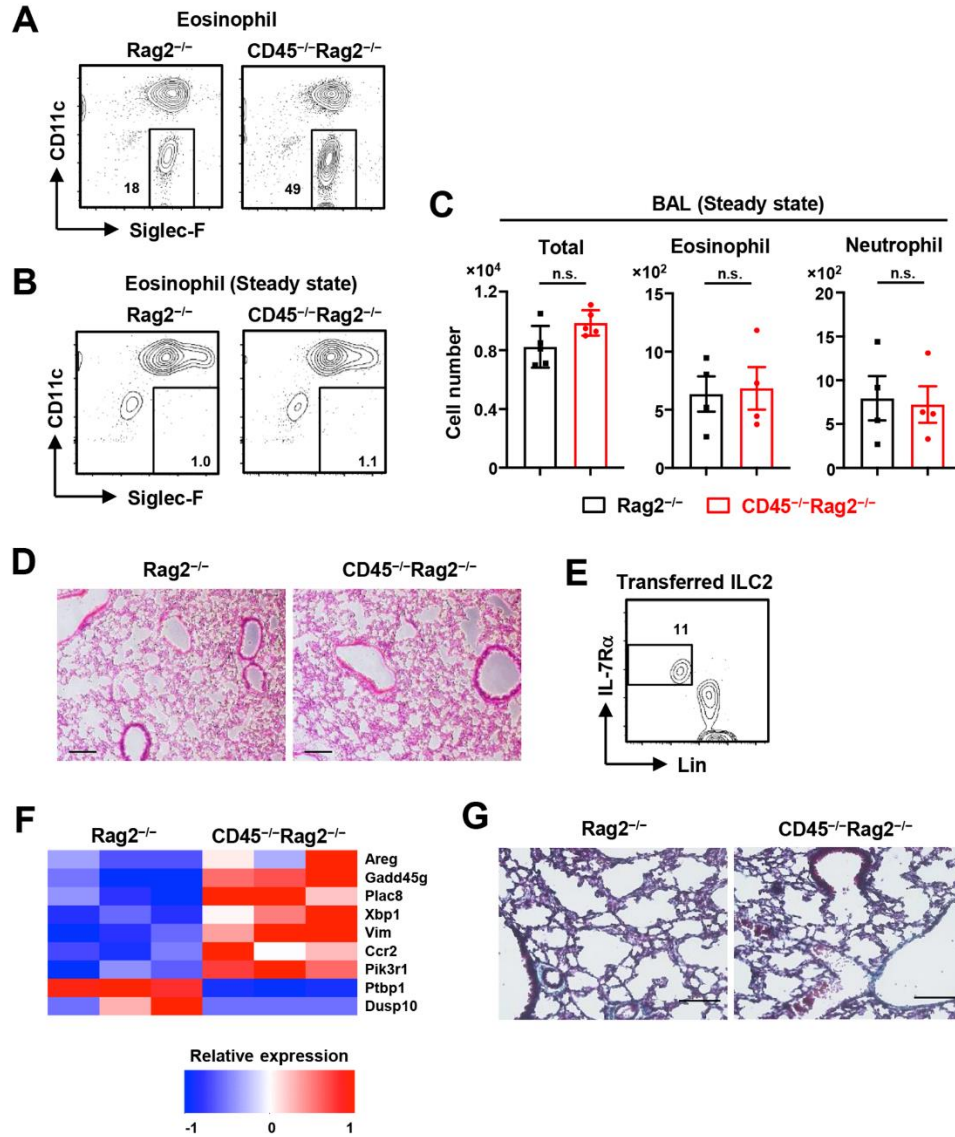 A
Eosinophil
Rag2⁻/⁻ CD45⁻/⁻Rag2⁻/⁻
CD11c
18 49
Siglec-F
B
Eosinophil (Steady state)
Rag2⁻/⁻ CD45⁻/⁻Rag2⁻/⁻
CD11c
1.0 1.1
Siglec-F
C
BAL (Steady state)
Total Eosinophil Neutrophil
×10⁴ ×10² ×10²
n.s. n.s. n.s.
Cell number
1.2
0.8
0.4
0
15
10
5
0
20
15
10
5
0
Rag2⁻/⁻ CD45⁻/⁻Rag2⁻/⁻
D
Rag2⁻/⁻ CD45⁻/⁻Rag2⁻/⁻
E
Transferred ILC2
11
IL-7Rα
Lin
F
Rag2⁻/⁻ CD45⁻/⁻Rag2⁻/⁻
Areg
Gadd45g
Plac8
Xbp1
Vim
Ccr2
Pik3r1
Ptbp1
Dusp10
Relative expression
-1 0 1
G
Rag2⁻/⁻ CD45⁻/⁻Rag2⁻/⁻